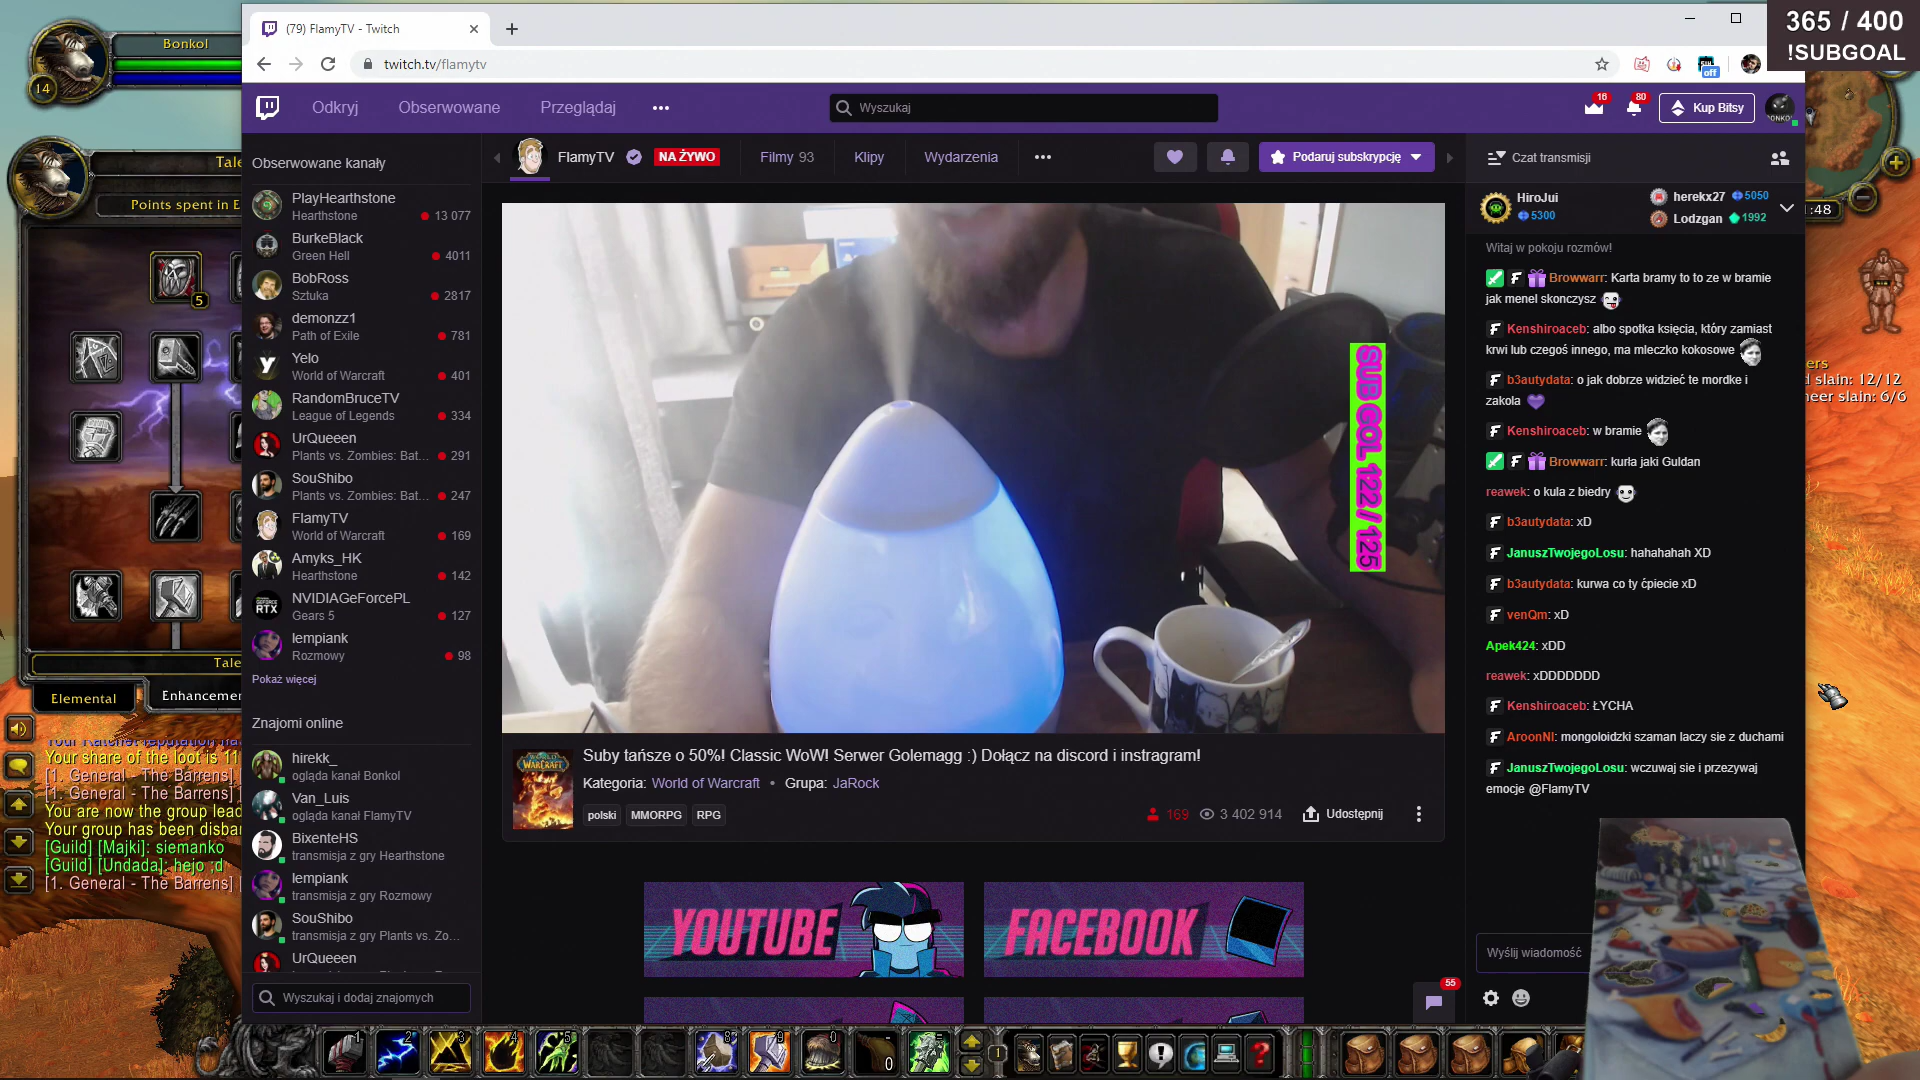 365 / 400
!SUBGOAL
(79) FlamyTV - Twitch
twitch.tv/flamytv
off
Odkryj
Obserwowane
Przeglądaj
Wyszukaj
16
80
Kup Bitsy
Bonkol
14
Points spent in E
5
Tale
Elemental
Enhancemen
Obserwowane kanały
PlayHearthstone
Hearthstone
13 077
BurkeBlack
Green Hell
4011
BobRoss
Sztuka
2817
demonzz1
Path of Exile
781
Yelo
World of Warcraft
401
RandomBruceTV
League of Legends
334
UrQueeen
Plants vs. Zombies: Bat...
291
SouShibo
Plants vs. Zombies: Bat...
247
FlamyTV
World of Warcraft
169
Amyks_HK
Hearthstone
142
NVIDIAGeForcePL
Gears 5
127
lempiank
Rozmowy
98
Pokaż więcej
Znajomi online
hirekk_
ogląda kanał Bonkol
Van_Luis
ogląda kanał FlamyTV
BixenteHS
transmisja z gry Hearthstone
lempiank
transmisja z gry Rozmowy
SouShibo
transmisja z gry Plants vs. Zo...
UrQueeen
Wyszukaj i dodaj znajomych
FlamyTV
NA ŻYWO
Filmy 93
Klipy
Wydarzenia
Podaruj subskrypcję
SUB GOL 122/125
Suby tańsze o 50%! Classic WoW! Serwer Golemagg :) Dołącz na discord i instragram!
Kategoria: World of Warcraft • Grupa: JaRock
polski
MMORPG
RPG
169
3 402 914
Udostępnij
WORLD
WARCRAFT
YOUTUBE
FACEBOOK
55
Czat transmisji
HiroJui
5300
herekx27
5050
Lodzgan
1992
Witaj w pokoju rozmów!
Browwarr: Karta bramy to to ze w bramie
jak menel skonczysz
Kenshiroaceb: albo spotka księcia, który zamiast
krwi lub czegoś innego, ma mleczko kokosowe
b3autydata: o jak dobrze widzieć te mordke i
zakola
Kenshiroaceb: w bramie
Browwarr: kurła jaki Guldan
reawek: o kula z biedry
b3autydata: xD
JanuszTwojegoLosu: hahahahah XD
b3autydata: kurwa co ty ćpiecie xD
venQm: xD
Apek424: xDD
reawek: xDDDDDDD
Kenshiroaceb: ŁYCHA
AroonNI: mongoloidzki szaman laczy sie z duchami
JanuszTwojegoLosu: wczuwaj sie i przezywaj
emocje @FlamyTV
Wyślij wiadomość
:48
ers
d slain: 12/12
neer slain: 6/6
Your share of the loot is 11
[1. General - The Barrens]
[1. General - The Barrens]
You are now the group lead
Your group has been disbar
[Guild] [Majki]: siemanko
[Guild] [Undada]: hejo ;d
[1. General - The Barrens]